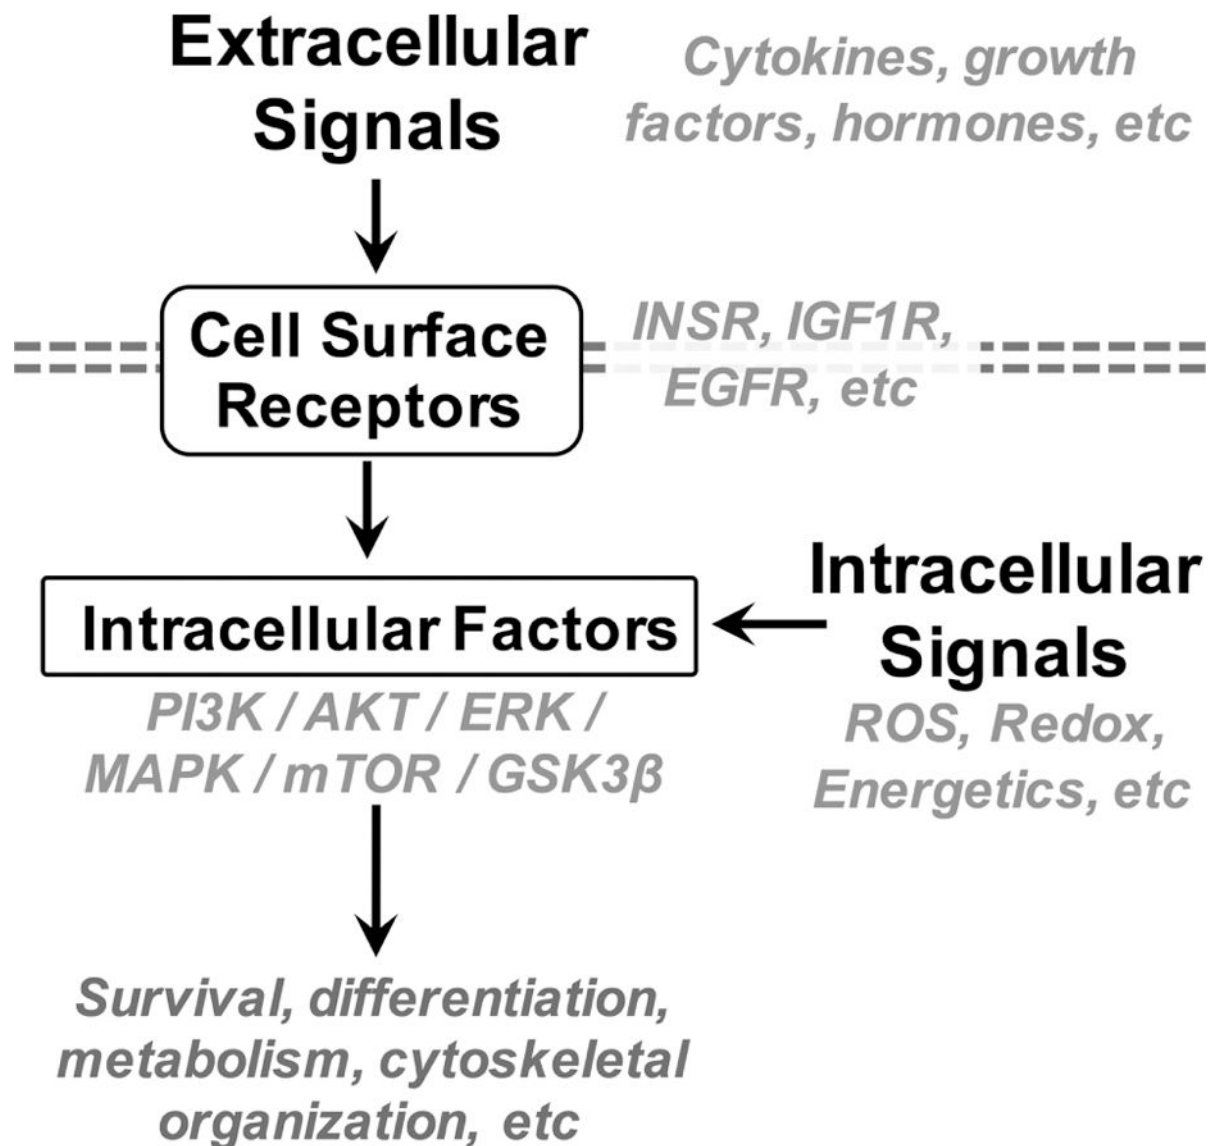 Extracellular
Signals
Cytokines, growth
factors, hormones, etc
Cell Surface
Receptors
INSR, IGF1R,
EGFR, etc
Intracellular Factors
PI3K / AKT / ERK /
MAPK / mTOR / GSK3β
Intracellular
Signals
ROS, Redox,
Energetics, etc
Survival, differentiation,
metabolism, cytoskeletal
organization, etc